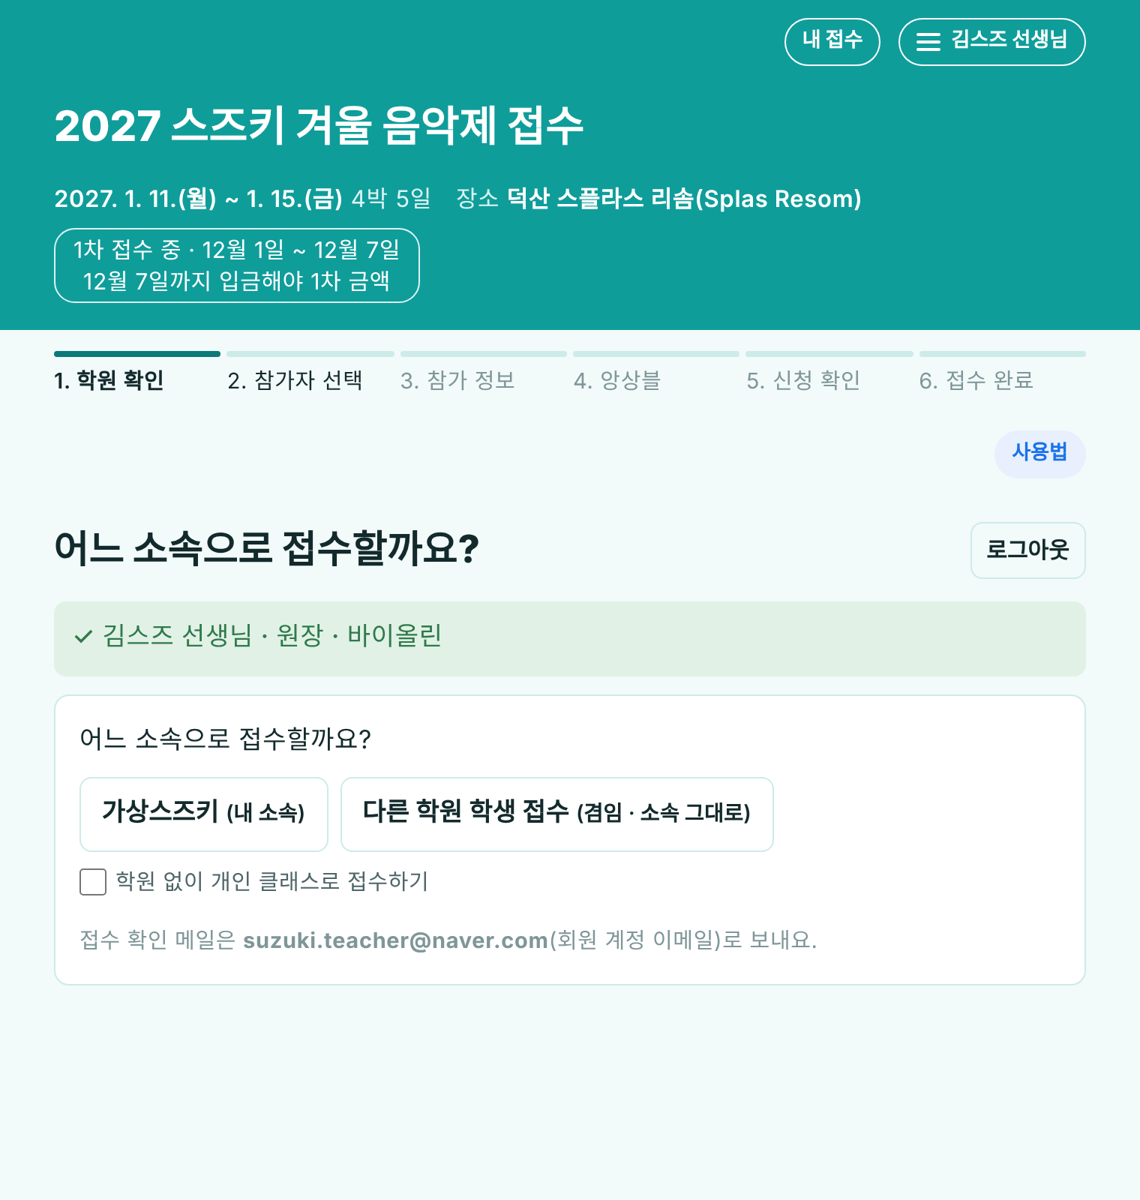 내 접수
김스즈 선생님
2027 스즈키 겨울 음악제 접수
2027. 1. 11.(월) ~ 1. 15.(금) 4박 5일 장소 덕산 스플라스 리솜(Splas Resom)
1차 접수 중 · 12월 1일 ~ 12월 7일
12월 7일까지 입금해야 1차 금액
1. 학원 확인
2. 참가자 선택
3. 참가 정보
4. 앙상블
5. 신청 확인
6. 접수 완료
사용법
어느 소속으로 접수할까요?
로그아웃
✓ 김스즈 선생님 · 원장 · 바이올린
어느 소속으로 접수할까요?
가상스즈키 (내 소속)
다른 학원 학생 접수 (겸임 · 소속 그대로)
학원 없이 개인 클래스로 접수하기
접수 확인 메일은 suzuki.teacher@naver.com(회원 계정 이메일)로 보내요.